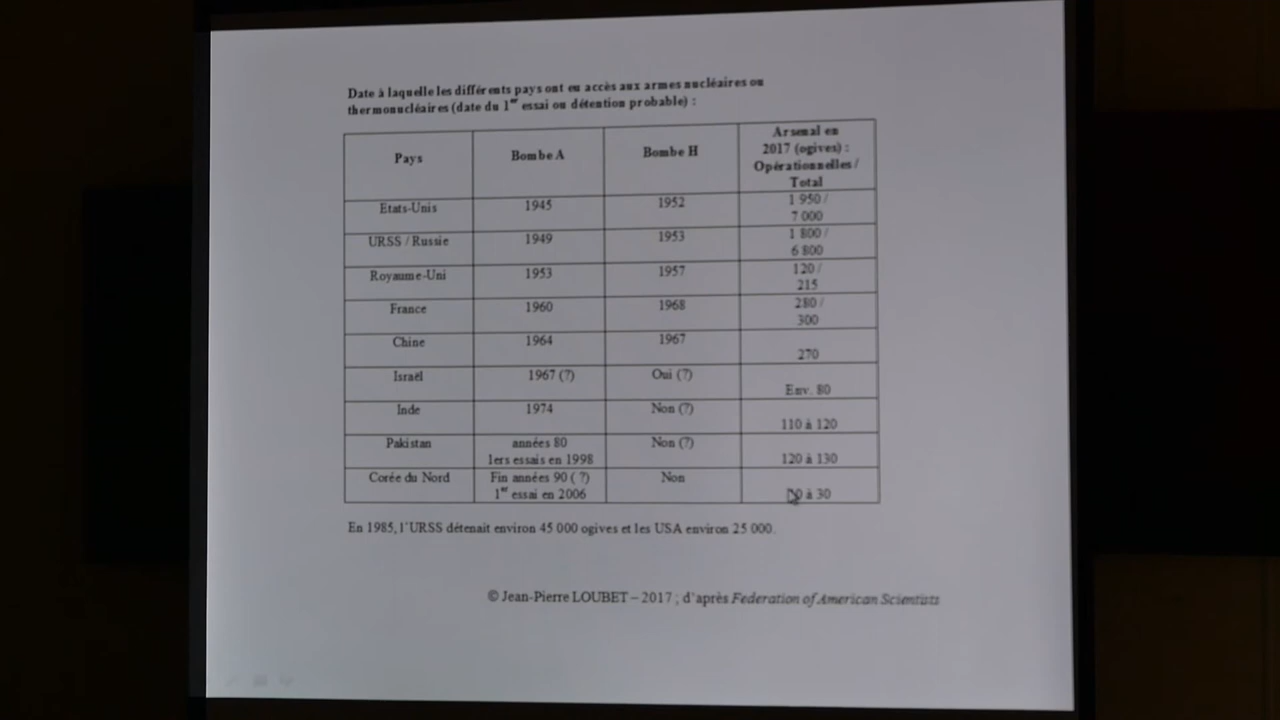 Date à laquelle les différents pays ont eu accès aux armes nucléaires ou
thermonucléaires (date du 1er essai ou détention probable) :
Pays
Bombe A
Bombe H
Arsenal en
2017 (ogives) :
Opérationnelles /
Total
Etats-Unis
1945
1952
1 950 /
7 000
URSS / Russie
1949
1953
1 800 /
6 800
Royaume-Uni
1953
1957
120 /
215
France
1960
1968
280 /
300
Chine
1964
1967
270
Israël
1967 (?)
Oui (?)
Env. 80
Inde
1974
Non (?)
110 à 120
Pakistan
années 80
1ers essais en 1998
Non (?)
120 à 130
Corée du Nord
Fin années 90 (?)
1er essai en 2006
Non
à 30
En 1985, l'URSS détenait environ 45 000 ogives et les USA environ 25 000.
© Jean-Pierre LOUBET – 2017 ; d'après Federation of American Scientists